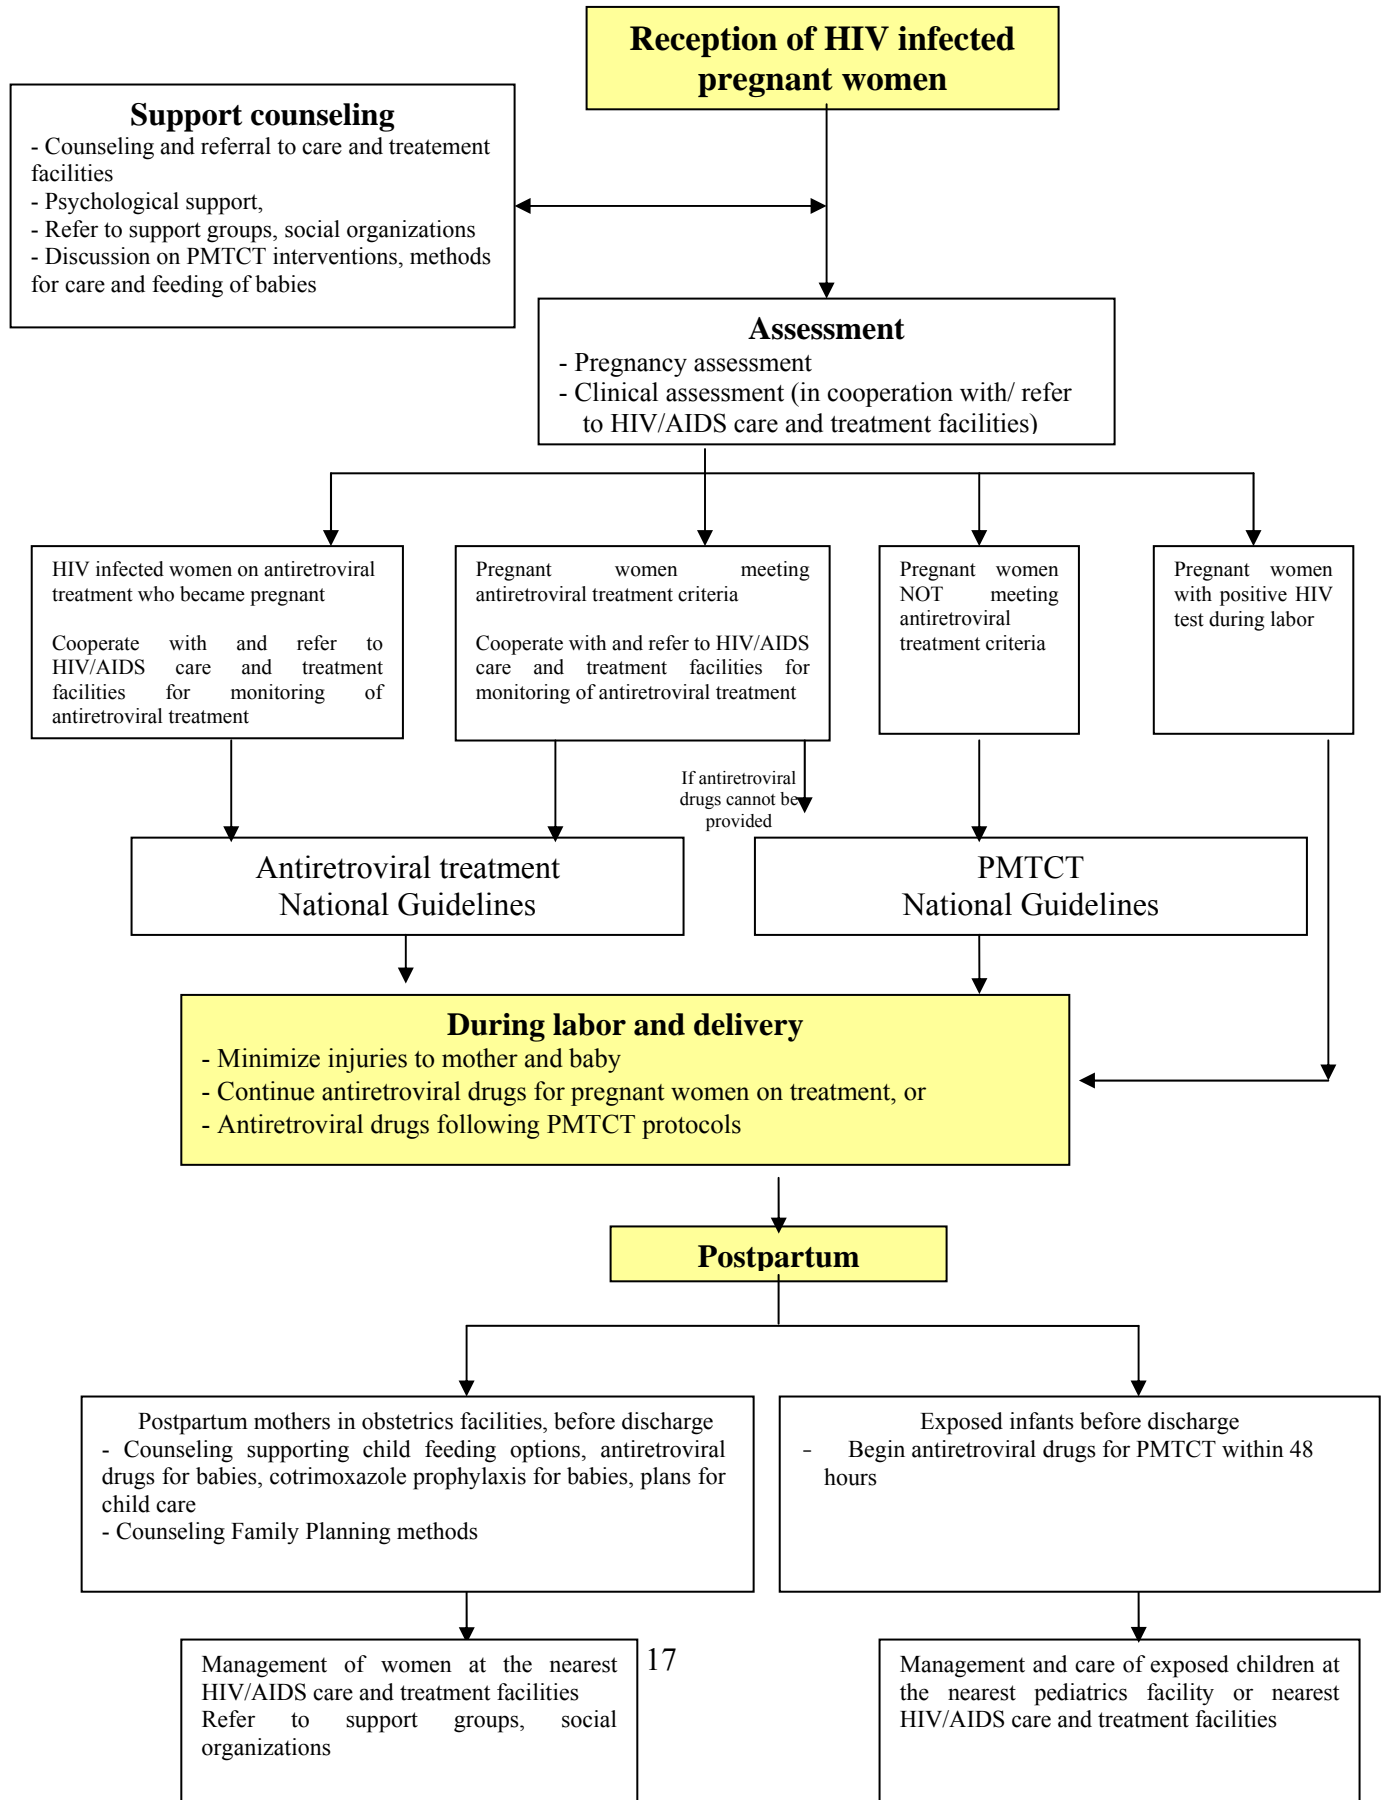 Reception of HIV infected
pregnant women
Support counseling
- Counseling and referral to care and treatement
facilities
- Psychological support,
- Refer to support groups, social organizations
- Discussion on PMTCT interventions, methods
for care and feeding of babies
Assessment
- Pregnancy assessment
- Clinical assessment (in cooperation with/ refer
to HIV/AIDS care and treatment facilities)
HIV infected women on antiretroviral
treatment who became pregnant
Cooperate with and refer to
HIV/AIDS care and treatment
facilities for monitoring of
antiretroviral treatment
Pregnant women meeting
antiretroviral treatment criteria
Cooperate with and refer to HIV/AIDS
care and treatment facilities for
monitoring of antiretroviral treatment
Pregnant women
NOT meeting
antiretroviral
treatment criteria
Pregnant women
with positive HIV
test during labor
If antiretroviral
drugs cannot be
provided
Antiretroviral treatment
National Guidelines
PMTCT
National Guidelines
During labor and delivery
- Minimize injuries to mother and baby
- Continue antiretroviral drugs for pregnant women on treatment, or
- Antiretroviral drugs following PMTCT protocols
Postpartum
Postpartum mothers in obstetrics facilities, before discharge
- Counseling supporting child feeding options, antiretroviral
drugs for babies, cotrimoxazole prophylaxis for babies, plans for
child care
- Counseling Family Planning methods
Exposed infants before discharge
- Begin antiretroviral drugs for PMTCT within 48
hours
Management of women at the nearest
HIV/AIDS care and treatment facilities
Refer to support groups, social
organizations
17
Management and care of exposed children at
the nearest pediatrics facility or nearest
HIV/AIDS care and treatment facilities